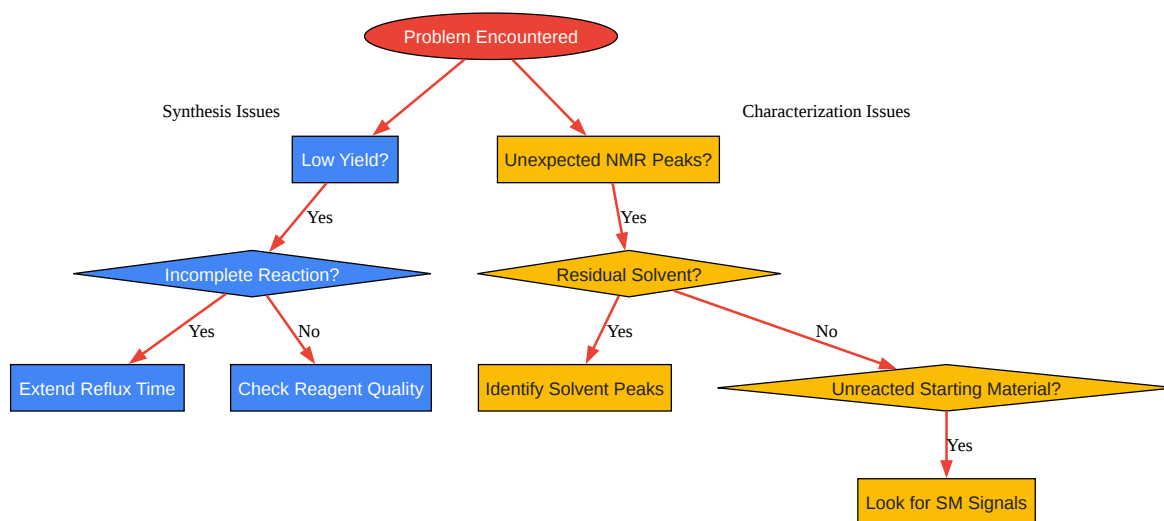 Problem Encountered
Synthesis Issues
Characterization Issues
Low Yield?
Unexpected NMR Peaks?
Yes
Yes
Incomplete Reaction?
Residual Solvent?
Yes
No
Yes
No
Extend Reflux Time
Check Reagent Quality
Identify Solvent Peaks
Unreacted Starting Material?
Yes
Look for SM Signals